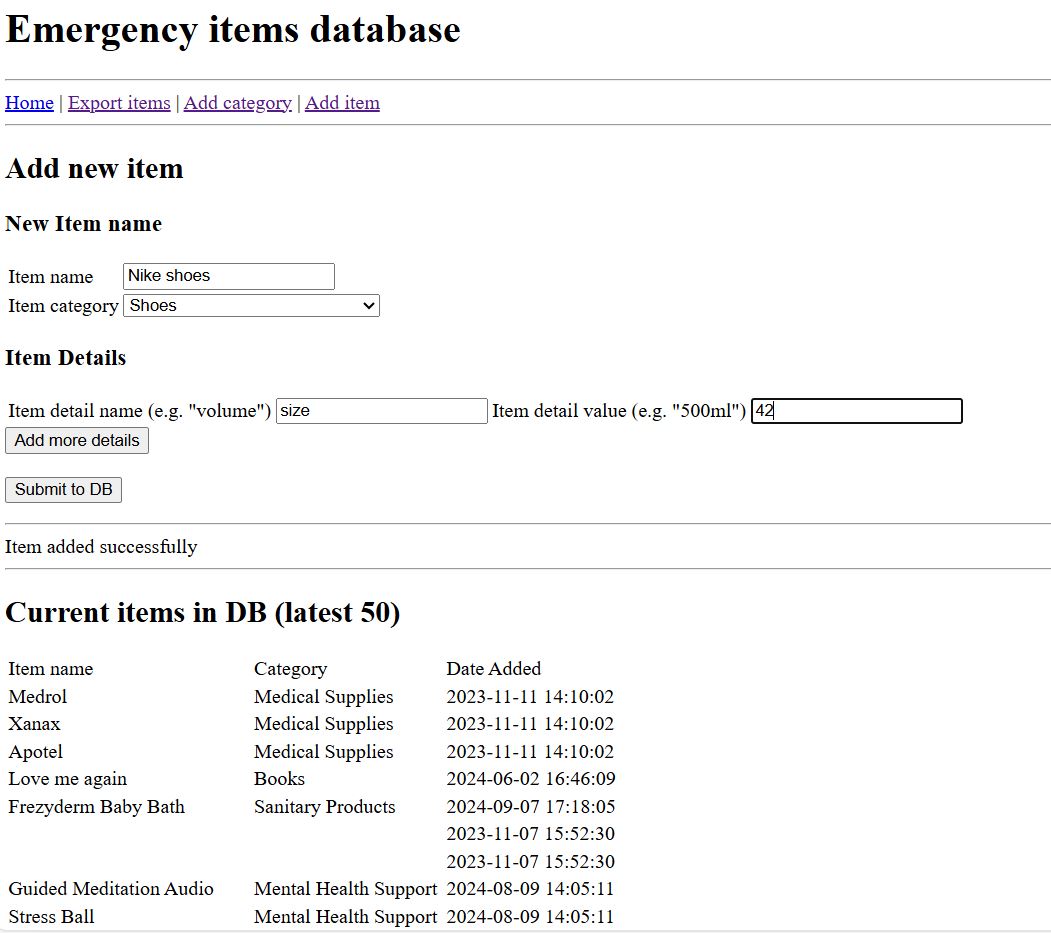 Emergency items database
Home | Export items | Add category | Add item
Add new item
New Item name
Item name Nike shoes
Item category Shoes
Item Details
Item detail name (e.g. "volume") size Item detail value (e.g. "500ml") 42
Add more details
Submit to DB
Item added successfully
Current items in DB (latest 50)
Item name Category Date Added
Medrol Medical Supplies 2023-11-11 14:10:02
Xanax Medical Supplies 2023-11-11 14:10:02
Apotel Medical Supplies 2023-11-11 14:10:02
Love me again Books 2024-06-02 16:46:09
Frezyderm Baby Bath Sanitary Products 2024-09-07 17:18:05
2023-11-07 15:52:30
2023-11-07 15:52:30
Guided Meditation Audio Mental Health Support 2024-08-09 14:05:11
Stress Ball Mental Health Support 2024-08-09 14:05:11